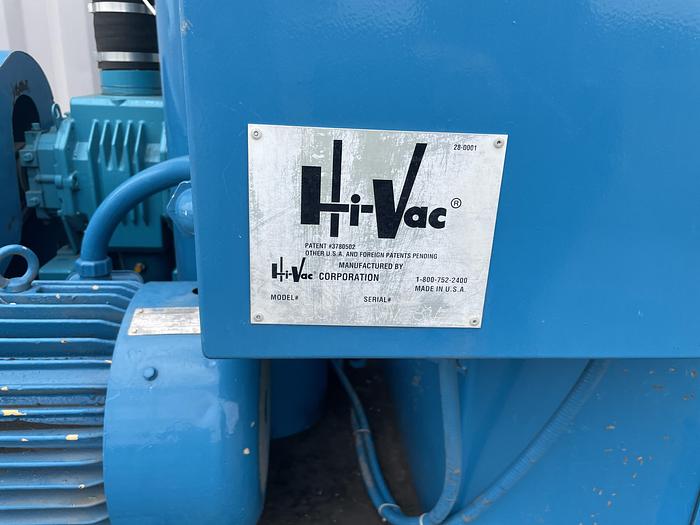 28-0001
Hi-Vac®
PATENT #3780502
OTHER U.S.A. AND FOREIGN PATENTS PENDING
MANUFACTURED BY
Hi-Vac CORPORATION
1-800-752-2400
MADE IN U.S.A.
MODEL# SERIAL#